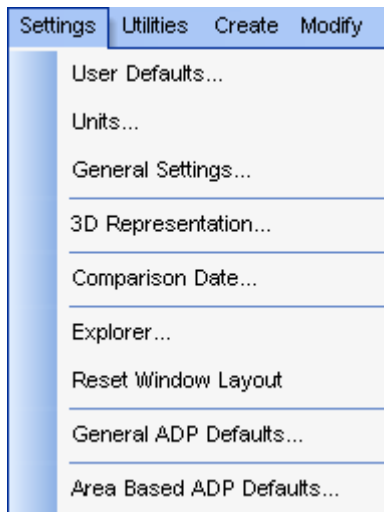 Settings Utilities Create Modify
User Defaults...
Units...
General Settings...
3D Representation...
Comparison Date...
Explorer...
Reset Window Layout
General ADP Defaults...
Area Based ADP Defaults...